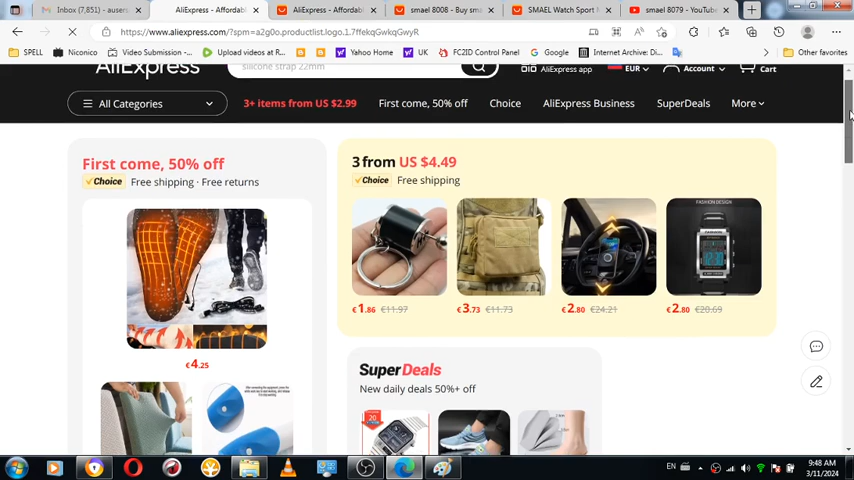 Inbox (7,851) - ausers
AliExpress - Affordabl
AliExpress - Affordabl
smael 8008 - Buy sma
SMAEL Watch Sport
smael 8079 - YouTube
https://www.aliexpress.com/?spm=a2g0o.productlist.logo.1.7ffekqGwkqGwyR
SPELL
Niconico
Video Submission -...
Upload videos at R...
Yahoo Home
UK
FC2ID Control Panel
Google
Internet Archive: Di...
Other favorites
AliExpress
silicone strap 22mm
AliExpress app
EUR
Account
Cart
All Categories
3+ items from US $2.99
First come, 50% off
Choice
AliExpress Business
SuperDeals
More
First come, 50% off
Choice Free shipping · Free returns
€4.25
3 from US $4.49
Choice Free shipping
FASHION DESIGN
€1.86 €11.97
€3.73 €11.73
€2.80 €24.21
€2.80 €20.69
SuperDeals
New daily deals 50%+ off
EN
9:48 AM
3/11/2024